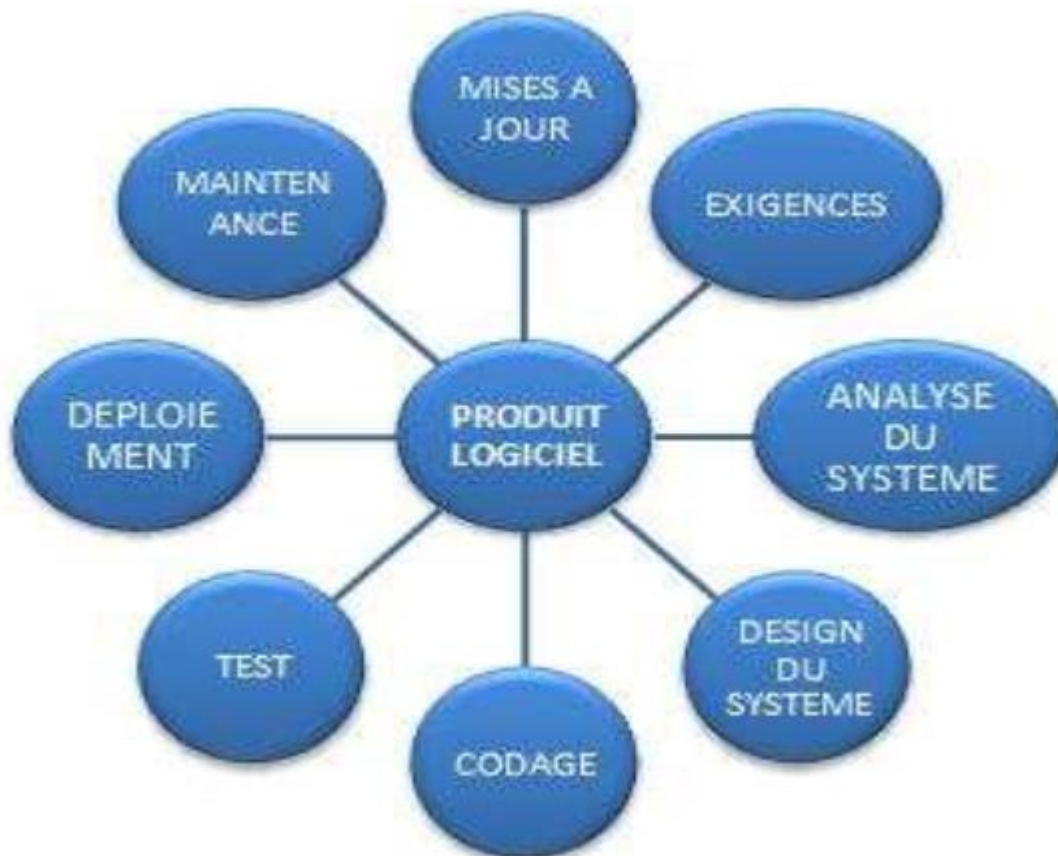 MISES A
JOUR
EXIGENCES
ANALYSE
DU
SYSTEME
DESIGN
DU
SYSTEME
CODAGE
TEST
DEPLOIE
MENT
MAINTEN
ANCE
PRODUIT
LOGICIEL